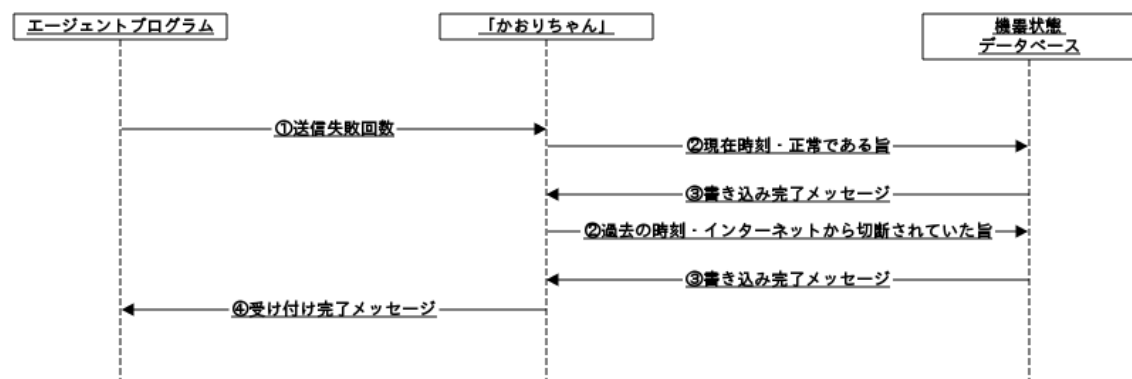 エージェントプログラム
「かおりちゃん」
機器状態
データベース
①送信失敗回数
②現在時刻・正常である旨
③書き込み完了メッセージ
②過去の時刻・インターネットから切断されていた旨
③書き込み完了メッセージ
④受け付け完了メッセージ